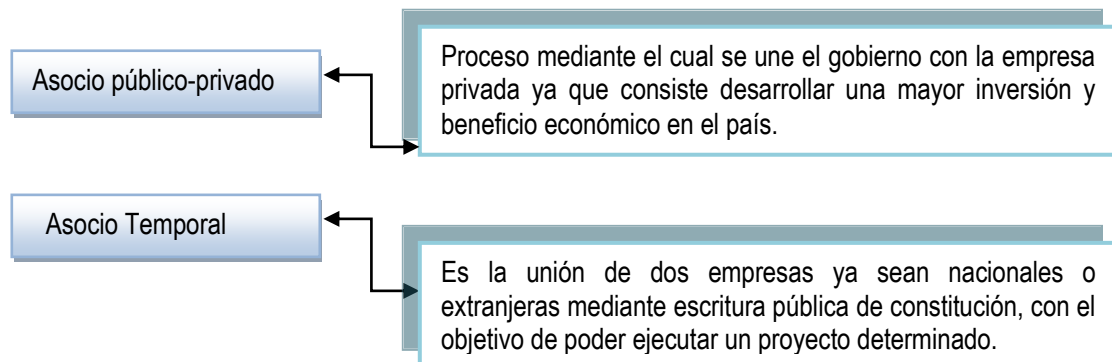 Asocio público-privado
Proceso mediante el cual se une el gobierno con la empresa
privada ya que consiste desarrollar una mayor inversión y
beneficio económico en el país.
Asocio Temporal
Es la unión de dos empresas ya sean nacionales o
extranjeras mediante escritura pública de constitución, con el
objetivo de poder ejecutar un proyecto determinado.